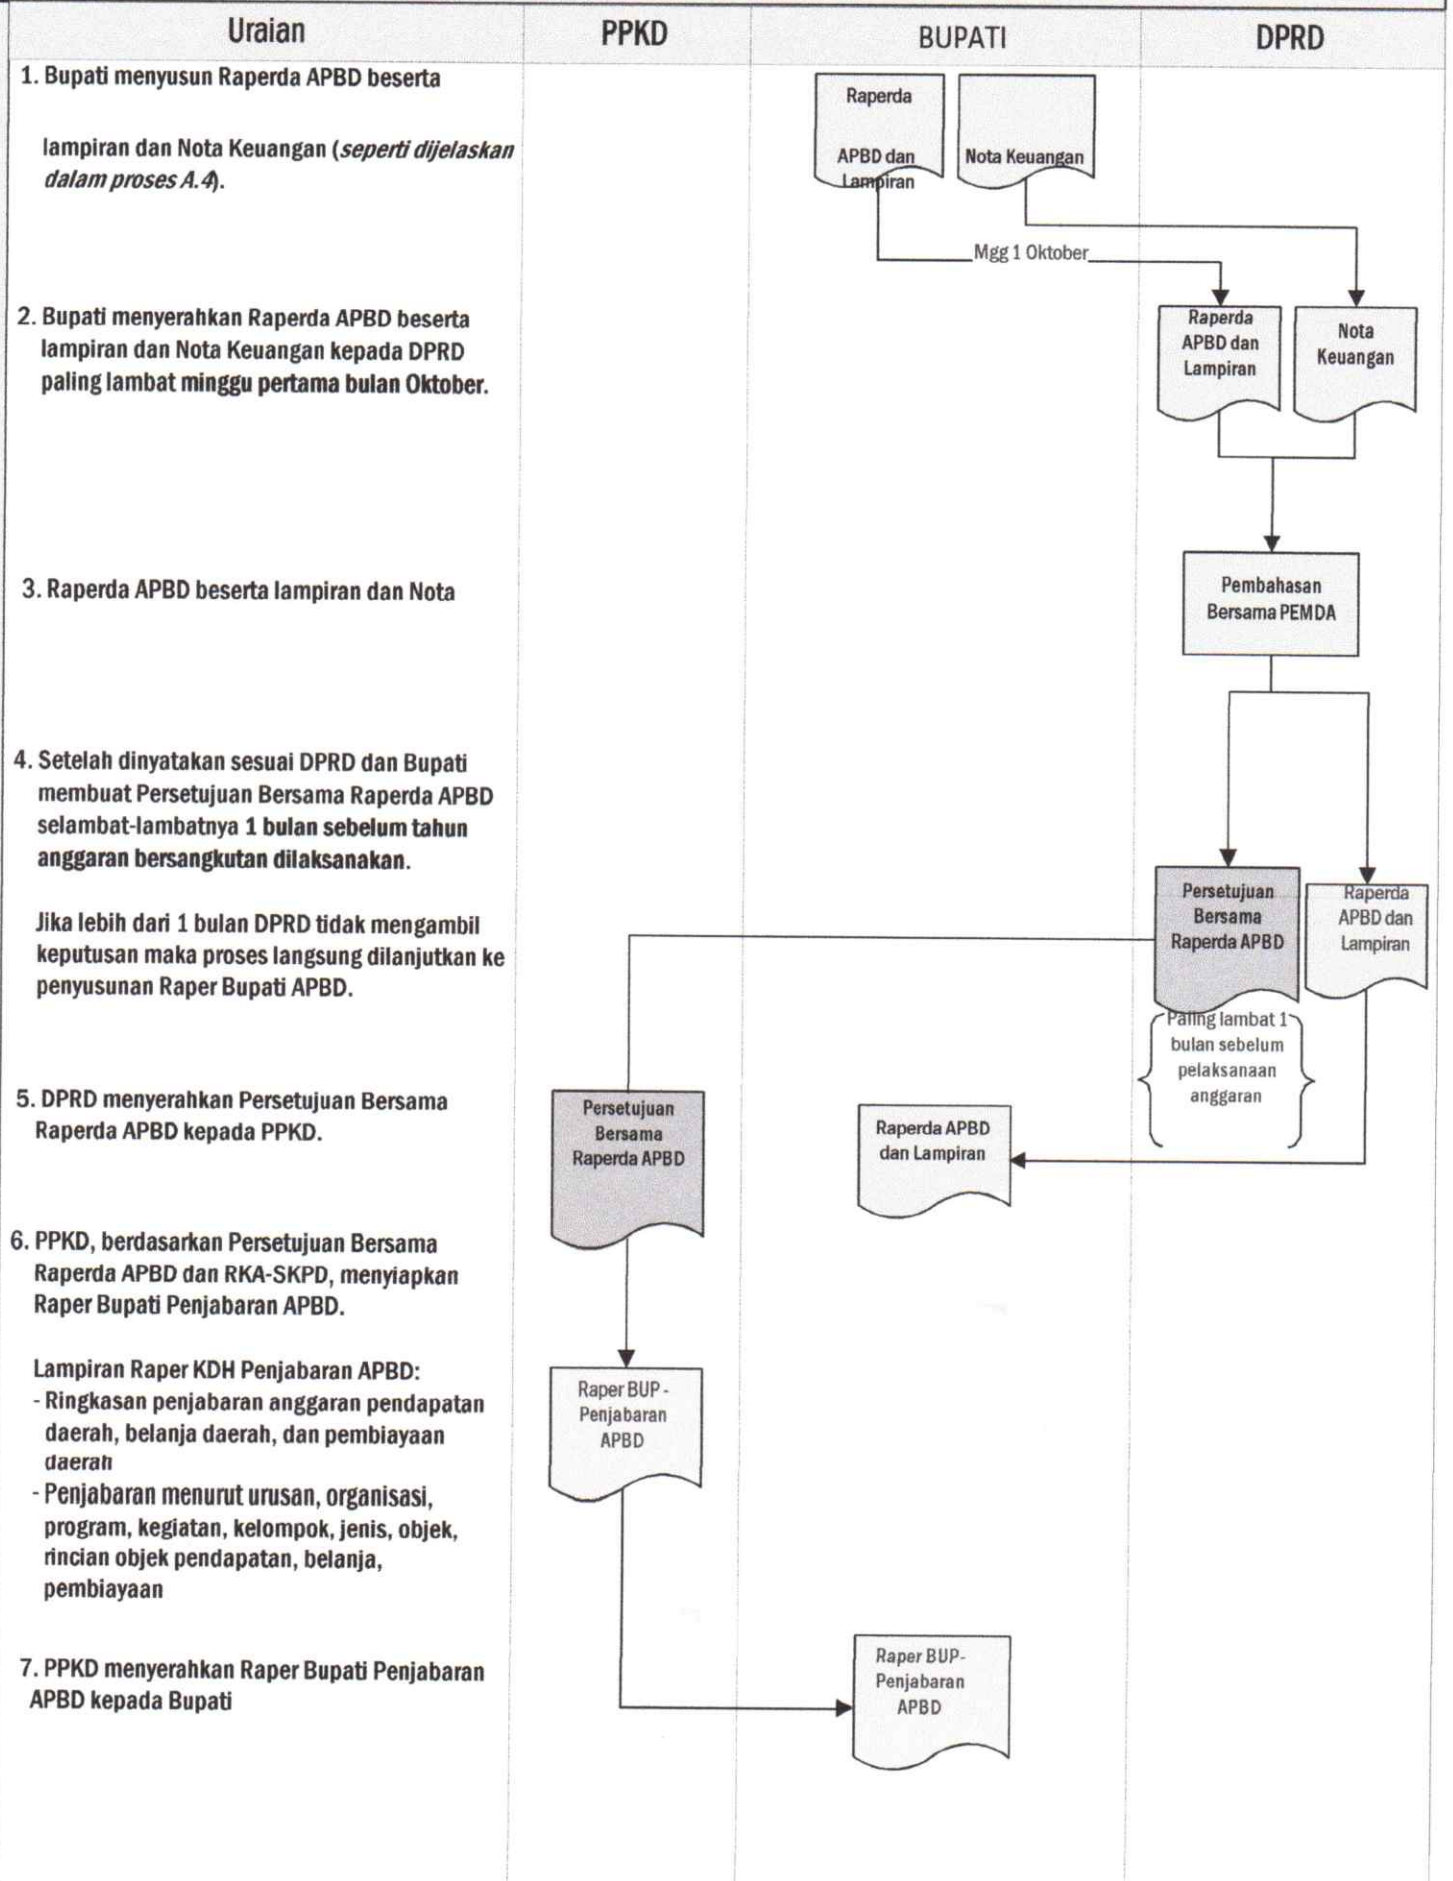 Uraian
PPKD
BUPATI
DPRD
1. Bupati menyusun Raperda APBD beserta
lampiran dan Nota Keuangan (seperti dijelaskan
dalam proses A.4).
Raperda
APBD dan
Lampiran
Nota Keuangan
Mgg 1 Oktober
2. Bupati menyerahkan Raperda APBD beserta
lampiran dan Nota Keuangan kepada DPRD
paling lambat minggu pertama bulan Oktober.
Raperda
APBD dan
Lampiran
Nota
Keuangan
3. Raperda APBD beserta lampiran dan Nota
Pembahasan
Bersama PEMDA
4. Setelah dinyatakan sesuai DPRD dan Bupati
membuat Persetujuan Bersama Raperda APBD
selambat-lambatnya 1 bulan sebelum tahun
anggaran bersangkutan dilaksanakan.
Jika lebih dari 1 bulan DPRD tidak mengambil
keputusan maka proses langsung dilanjutkan ke
penyusunan Raper Bupati APBD.
Persetujuan
Bersama
Raperda APBD
Raperda
APBD dan
Lampiran
Paling lambat 1
bulan sebelum
pelaksanaan
anggaran
5. DPRD menyerahkan Persetujuan Bersama
Raperda APBD kepada PPKD.
Persetujuan
Bersama
Raperda APBD
Raperda APBD
dan Lampiran
6. PPKD, berdasarkan Persetujuan Bersama
Raperda APBD dan RKA-SKPD, menyiapkan
Raper Bupati Penjabaran APBD.
Lampiran Raper KDH Penjabaran APBD:
- Ringkasan penjabaran anggaran pendapatan
daerah, belanja daerah, dan pembiayaan
daerah
- Penjabaran menurut urusan, organisasi,
program, kegiatan, kelompok, jenis, objek,
rincian objek pendapatan, belanja,
pembiayaan
Raper BUP -
Penjabaran
APBD
7. PPKD menyerahkan Raper Bupati Penjabaran
APBD kepada Bupati
Raper BUP-
Penjabaran
APBD